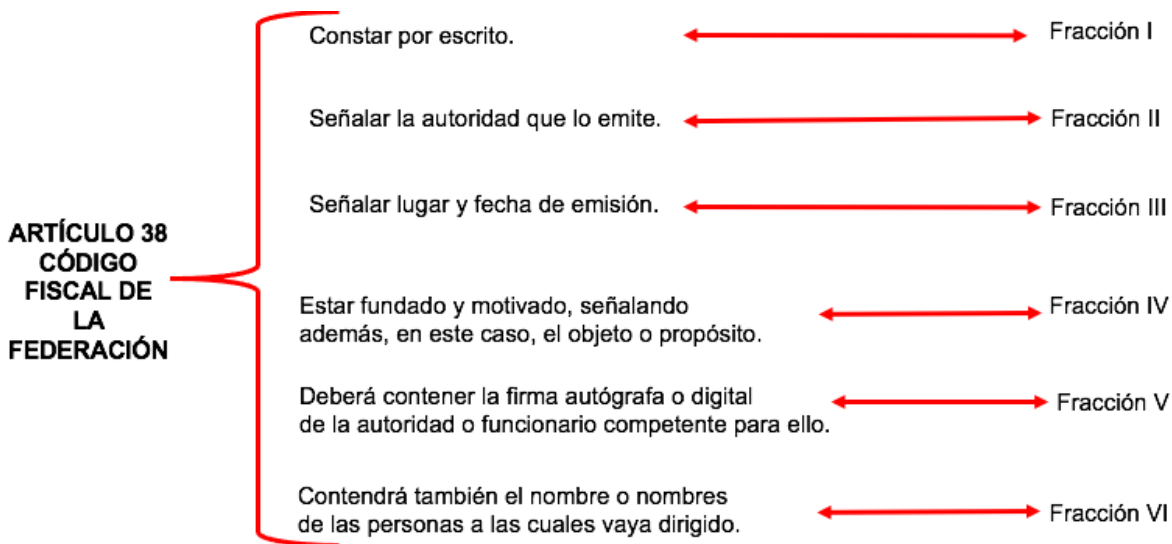 Constar por escrito.
Fracción I
Señalar la autoridad que lo emite.
Fracción II
Señalar lugar y fecha de emisión.
Fracción III
ARTÍCULO 38
CÓDIGO
FISCAL DE
LA
FEDERACIÓN
Estar fundado y motivado, señalando
además, en este caso, el objeto o propósito.
Fracción IV
Deberá contener la firma autógrafa o digital
de la autoridad o funcionario competente para ello.
Fracción V
Contendrá también el nombre o nombres
de las personas a las cuales vaya dirigido.
Fracción VI